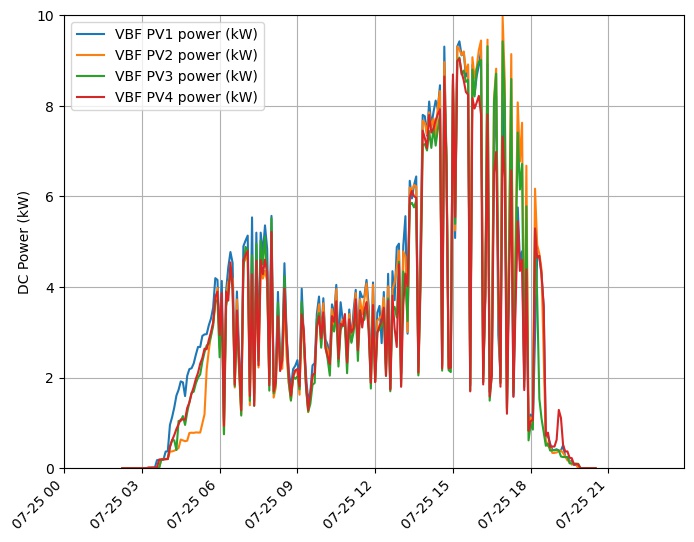 VBF PV1 power (kW)
VBF PV2 power (kW)
VBF PV3 power (kW)
VBF PV4 power (kW)
DC Power (kW)
10
8
6
4
2
0
07-25 00
07-25 03
07-25 06
07-25 09
07-25 12
07-25 15
07-25 18
07-25 21